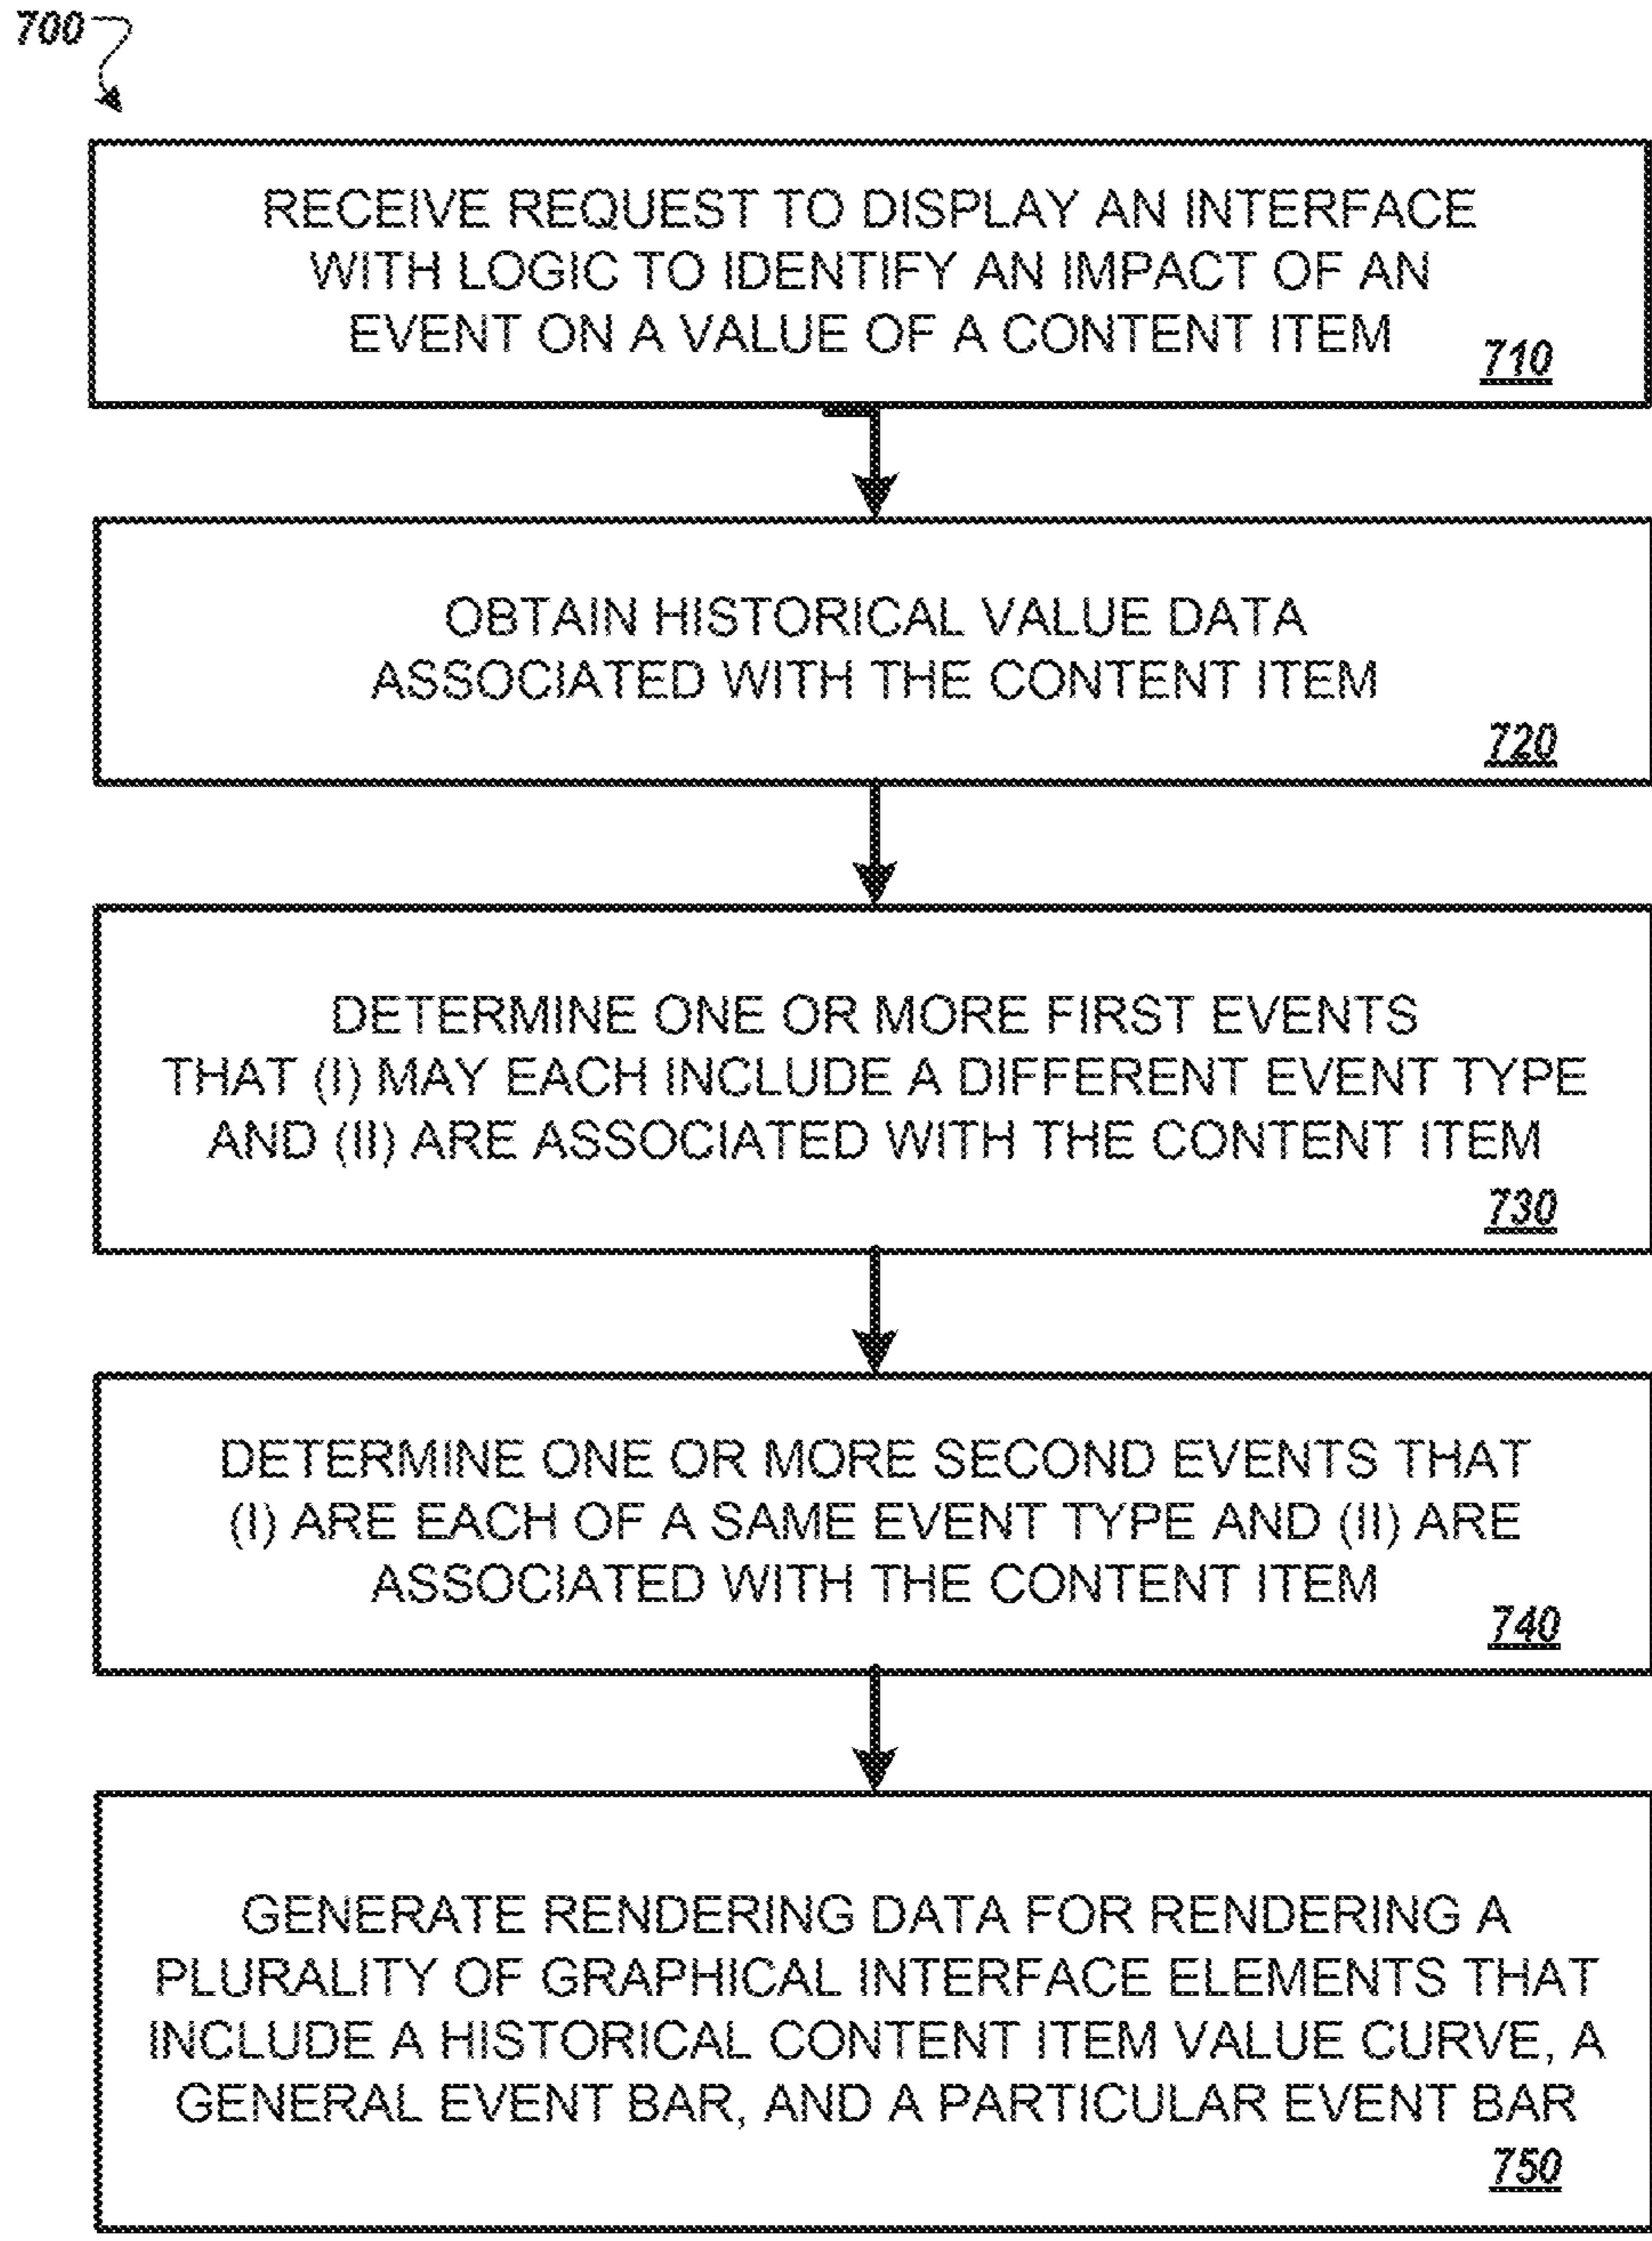 700
RECEIVE REQUEST TO DISPLAY AN INTERFACE
WITH LOGIC TO IDENTIFY AN IMPACT OF AN
EVENT ON A VALUE OF A CONTENT ITEM
710
OBTAIN HISTORICAL VALUE DATA
ASSOCIATED WITH THE CONTENT ITEM
720
DETERMINE ONE OR MORE FIRST EVENTS
THAT (I) MAY EACH INCLUDE A DIFFERENT EVENT TYPE
AND (II) ARE ASSOCIATED WITH THE CONTENT ITEM
730
DETERMINE ONE OR MORE SECOND EVENTS THAT
(I) ARE EACH OF A SAME EVENT TYPE AND (II) ARE
ASSOCIATED WITH THE CONTENT ITEM
740
GENERATE RENDERING DATA FOR RENDERING A
PLURALITY OF GRAPHICAL INTERFACE ELEMENTS THAT
INCLUDE A HISTORICAL CONTENT ITEM VALUE CURVE, A
GENERAL EVENT BAR, AND A PARTICULAR EVENT BAR
750